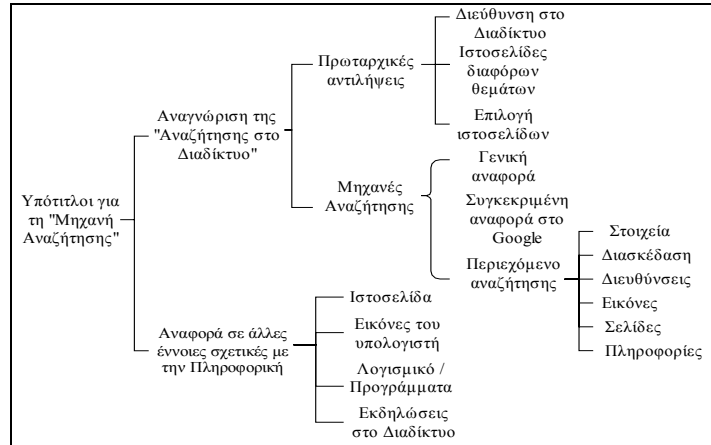 Υπότιτλοι για
τη "Μηχανή
Αναζήτησης"
Αναγνώριση της
"Αναζήτησης στο
Διαδίκτυο"
Πρωταρχικές
αντιλήψεις
Διεύθυνση στο
Διαδίκτυο
Ιστοσελίδες
διαφόρων
θεμάτων
Επιλογή
ιστοσελίδων
Μηχανές
Αναζήτησης
Γενική
αναφορά
Συγκεκριμένη
αναφορά στο
Google
Περιεχόμενο
αναζήτησης
Στοιχεία
Διασκέδαση
Διευθύνσεις
Εικόνες
Σελίδες
Πληροφορίες
Αναφορά σε άλλες
έννοιες σχετικές με
την Πληροφορική
Ιστοσελίδα
Εικόνες του
υπολογιστή
Λογισμικό /
Προγράμματα
Εκδηλώσεις
στο Διαδίκτυο